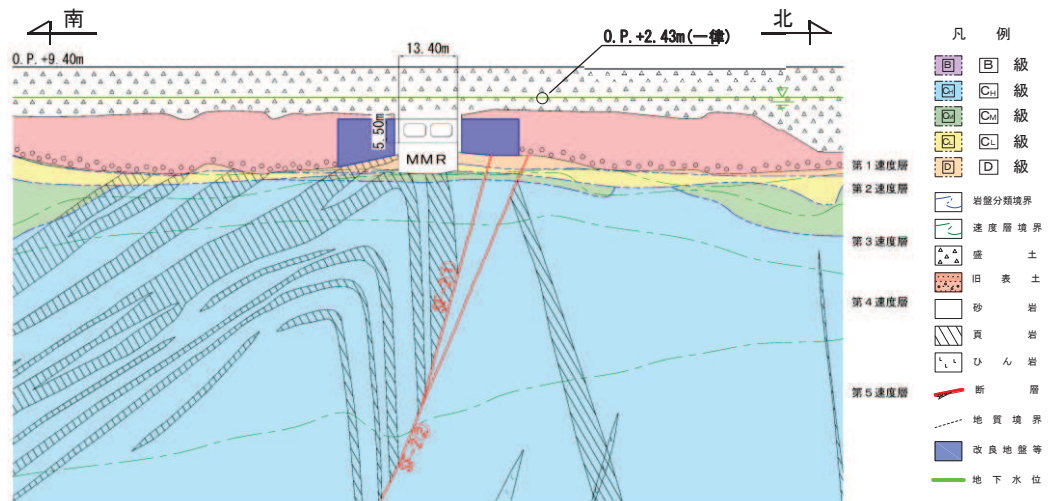 南
北
O.P.+9.40m
13.40m
O.P.+2.43m(一律)
5.50m
MMR
第1速度層
第2速度層
第3速度層
第4速度層
第5速度層
凡 例
B B 級
CH CH 級
CM CM 級
CL CL 級
D D 級
岩盤分類境界
速度層境界
盛 土
旧 表 土
砂 岩
頁 岩
ひ ん 岩
断 層
地 質 境 界
改良地盤等
地 下 水 位